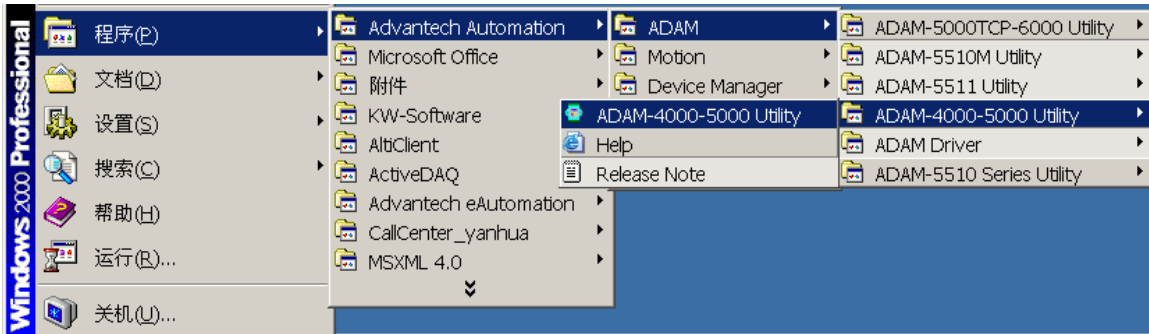 Windows 2000 Professional
程序(P)
文档(D)
设置(S)
搜索(C)
帮助(H)
运行(R)...
关机(U)...
Advantech Automation
Microsoft Office
附件
KW-Software
AltiClient
ActiveDAQ
Advantech eAutomation
CallCenter_yanhua
MSXML 4.0
ADAM
Motion
Device Manager
ADAM-5000TCP-6000 Utility
ADAM-5510M Utility
ADAM-5511 Utility
ADAM-4000-5000 Utility
ADAM Driver
ADAM-5510 Series Utility
ADAM-4000-5000 Utility
Help
Release Note